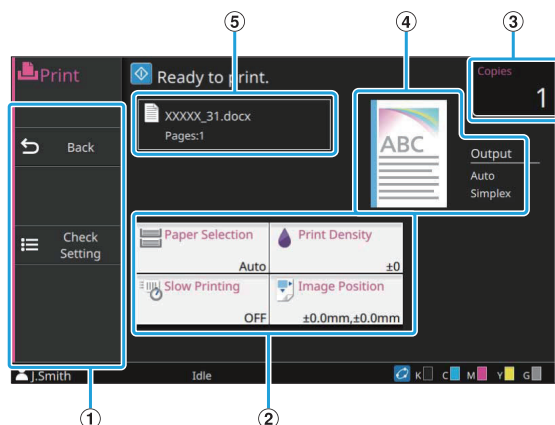 5
4
3
Print
Ready to print.
Copies
1
XXXXX_31.docx
Pages:1
ABC
Output
Auto
Simplex
Back
Check
Setting
Paper Selection
Auto
Print Density
±0
Slow Printing
OFF
Image Position
±0.0mm,±0.0mm
J.Smith
Idle
K C M Y G
1
2